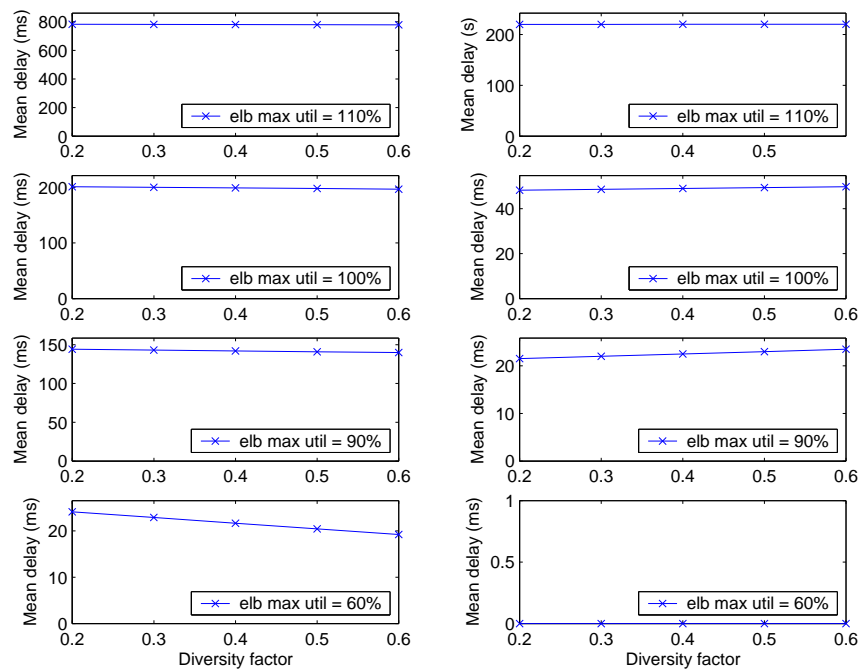 Mean delay (ms)
800
600
400
200
0
elb max util = 110%
0.2 0.3 0.4 0.5 0.6
Mean delay (s)
200
100
0
elb max util = 110%
0.2 0.3 0.4 0.5
Mean delay (ms)
200
100
0
elb max util = 100%
0.2 0.3 0.4 0.5 0.6
Mean delay (ms)
40
20
0
elb max util = 100%
0.2 0.3 0.4 0.5 0.6
Mean delay (ms)
150
100
50
0
elb max util = 90%
0.2 0.3 0.4 0.5 0.6
Mean delay (ms)
20
10
0
elb max util = 90%
0.2 0.3 0.4 0.5 0.6
Mean delay (ms)
20
10
0
elb max util = 60%
0.2 0.3 0.4 0.5 0.6
Diversity factor
Mean delay (ms)
1
0.5
0
elb max util = 60%
0.2 0.3 0.4 0.5 0.6
Diversity factor